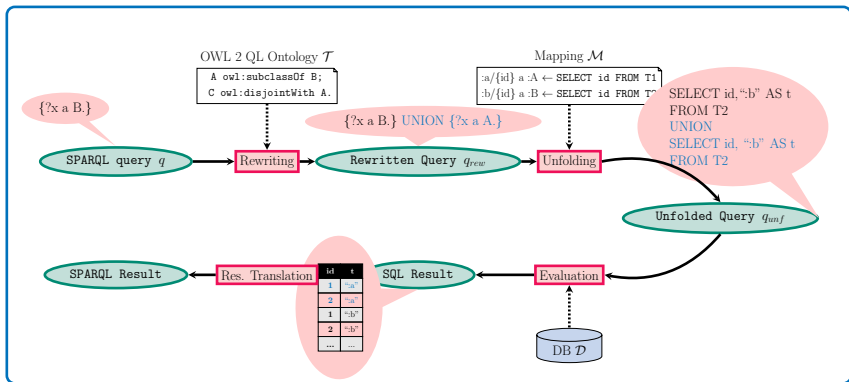 OWL 2 QL Ontology 𝒯
Mapping ℳ
A owl:subclassOf B;
C owl:disjointWith A.
:a/{id} a :A ← SELECT id FROM T1
:b/{id} a :B ← SELECT id FROM T
{?x a B.}
{?x a B.} UNION {?x a A.}
SELECT id,“:b” AS t
FROM T2
UNION
SELECT id, “:b” AS t
FROM T2
SPARQL query q
Rewriting
Rewritten Query q_rew
Unfolding
Unfolded Query q_unf
SPARQL Result
Res. Translation
id t
1 “:a”
2 “:a”
1 “:b”
2 “:b”
... ...
SQL Result
Evaluation
DB 𝒟